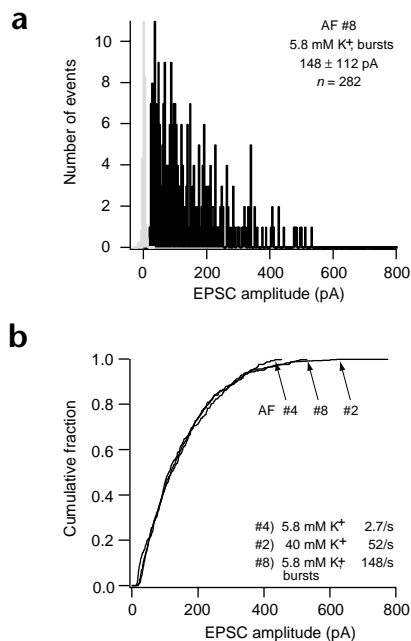 a
AF #8
5.8 mM K+, bursts
148 ± 112 pA
n = 282
Number of events
10
8
6
4
2
0
0 200 400 600 800
EPSC amplitude (pA)
b
Cumulative fraction
1.0
0.8
0.6
0.4
0.2
0.0
AF #4 #8 #2
#4) 5.8 mM K+ 2.7/s
#2) 40 mM K+ 52/s
#8) 5.8 mM K+, 148/s
bursts
0 200 400 600 800
EPSC amplitude (pA)